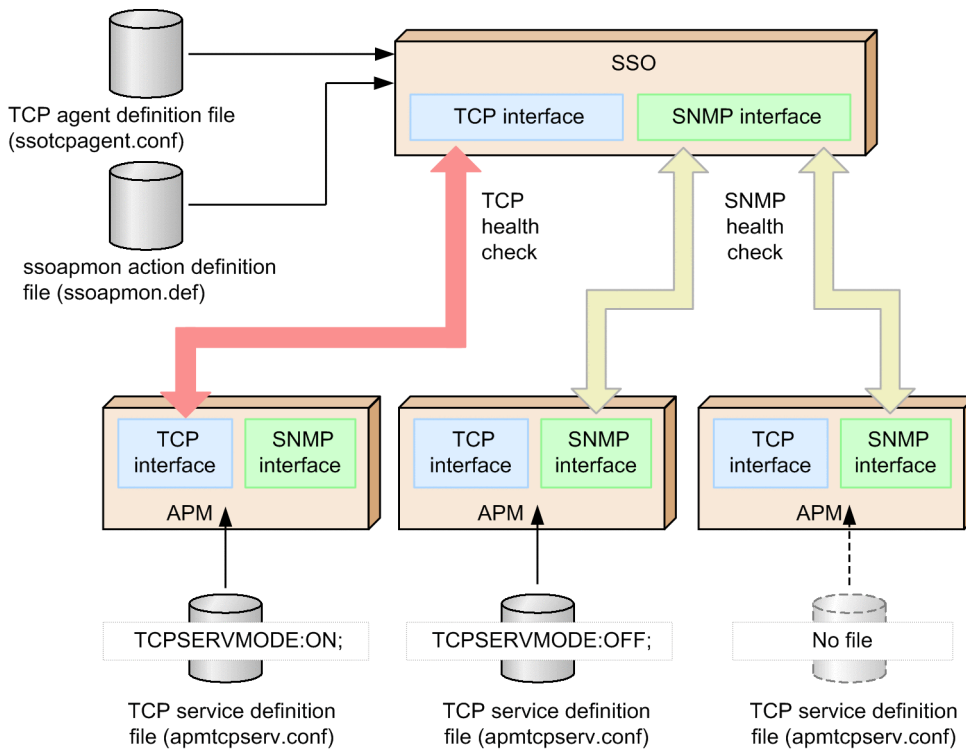 TCP agent definition file
(ssotcpagent.conf)
ssoapmon action definition
file (ssoapmon.def)
SSO
TCP interface
SNMP interface
TCP
health
check
SNMP
health
check
TCP
interface
SNMP
interface
APM
TCP
interface
SNMP
interface
APM
TCP
interface
SNMP
interface
APM
TCPSERVMODE:ON;
TCPSERVMODE:OFF;
No file
TCP service definition
file (apmtcpserv.conf)
TCP service definition
file (apmtcpserv.conf)
TCP service definition
file (apmtcpserv.conf)